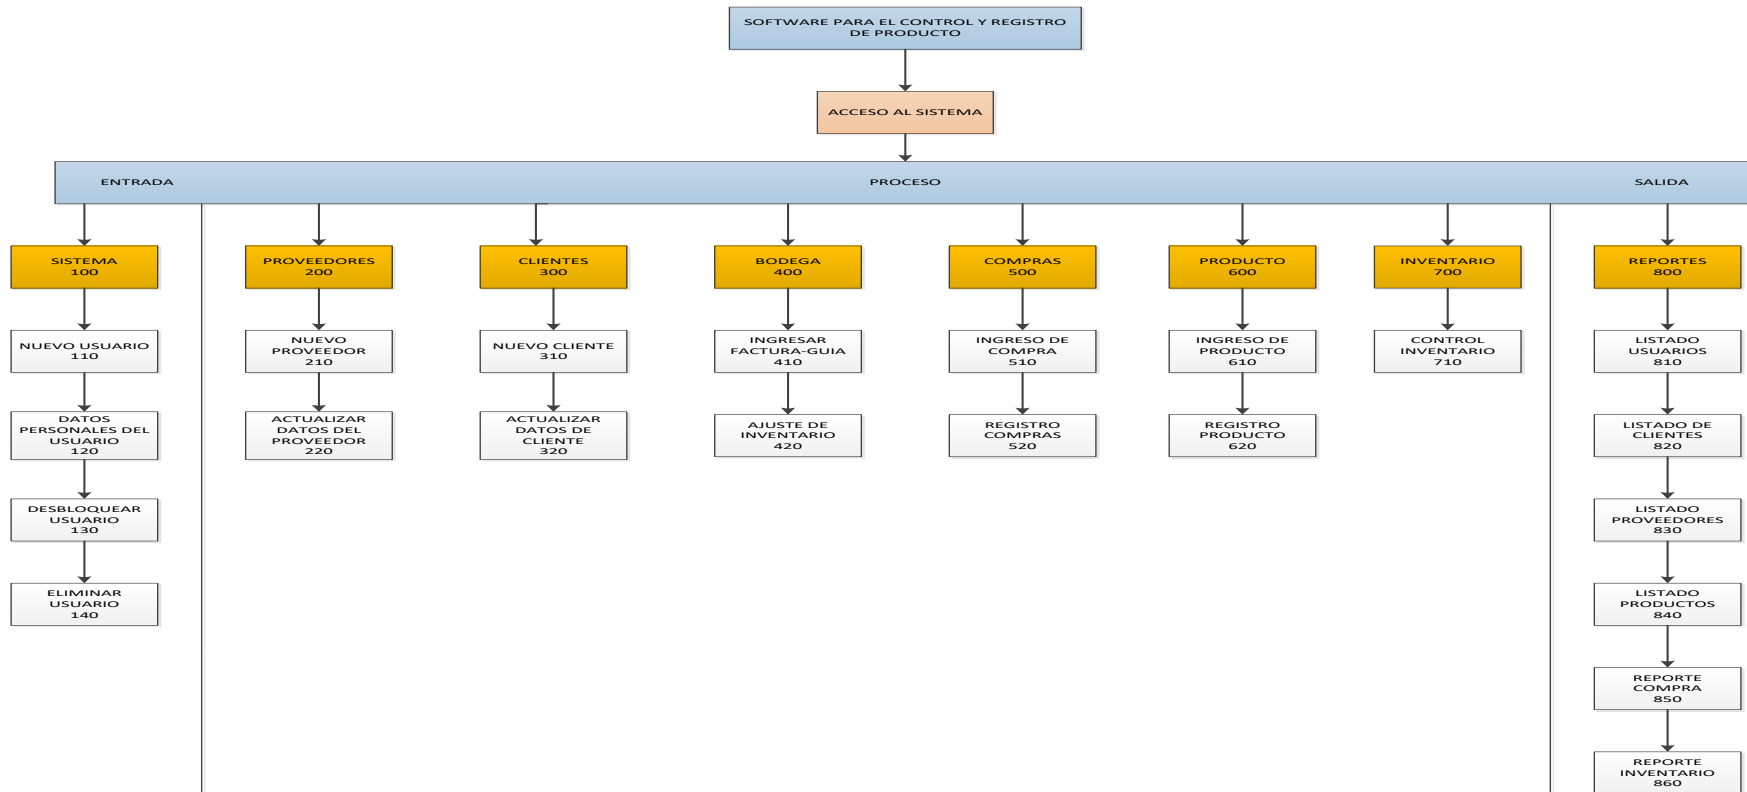 SOFTWARE PARA EL CONTROL Y REGISTRO
DE PRODUCTO
ACCESO AL SISTEMA
ENTRADA
PROCESO
SALIDA
SISTEMA
100
NUEVO USUARIO
110
DATOS
PERSONALES DEL
USUARIO
120
DESBLOQUEAR
USUARIO
130
ELIMINAR
USUARIO
140
PROVEEDORES
200
NUEVO
PROVEEDOR
210
ACTUALIZAR
DATOS DEL
PROVEEDOR
220
CLIENTES
300
NUEVO CLIENTE
310
ACTUALIZAR
DATOS DE
CLIENTE
320
BODEGA
400
INGRESAR
FACTURA-GUIA
410
AJUSTE DE
INVENTARIO
420
COMPRAS
500
INGRESO DE
COMPRA
510
REGISTRO
COMPRAS
520
PRODUCTO
600
INGRESO DE
PRODUCTO
610
REGISTRO
PRODUCTO
620
INVENTARIO
700
CONTROL
INVENTARIO
710
REPORTES
800
LISTADO
USUARIOS
810
LISTADO DE
CLIENTES
820
LISTADO
PROVEEDORES
830
LISTADO
PRODUCTOS
840
REPORTE
COMPRA
850
REPORTE
INVENTARIO
860